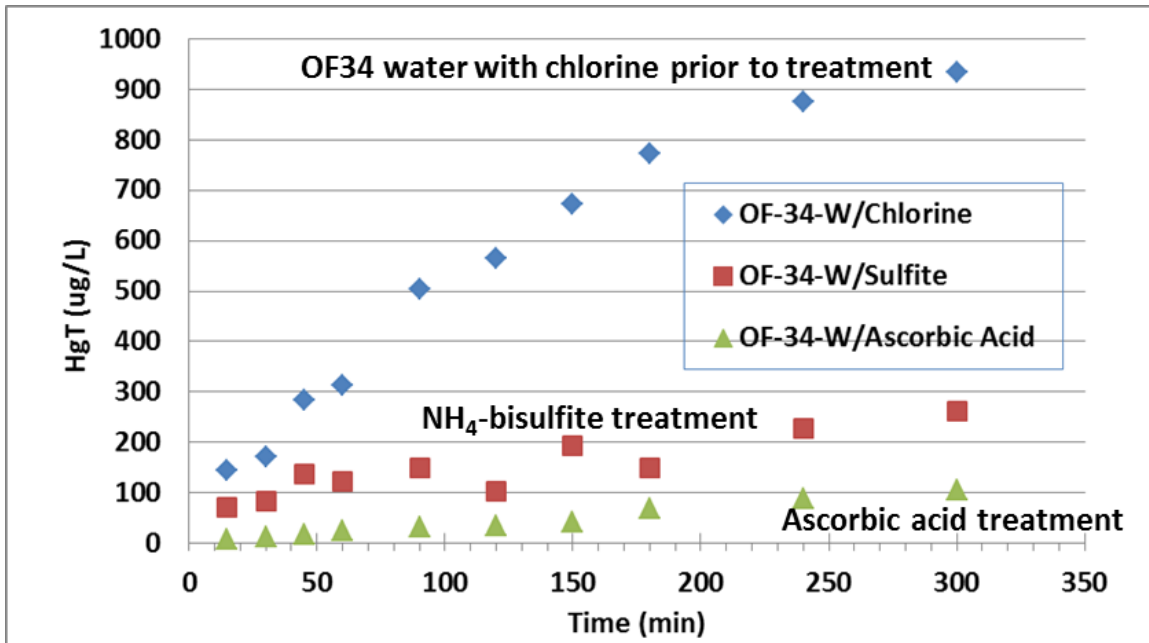 1000
OF34 water with chlorine prior to treatment
900
800
700
600
500
400
300
200
100
0
HgT (ug/L)
OF-34-W/Chlorine
OF-34-W/Sulfite
OF-34-W/Ascorbic Acid
NH₄-bisulfite treatment
Ascorbic acid treatment
0 50 100 150 200 250 300 350
Time (min)